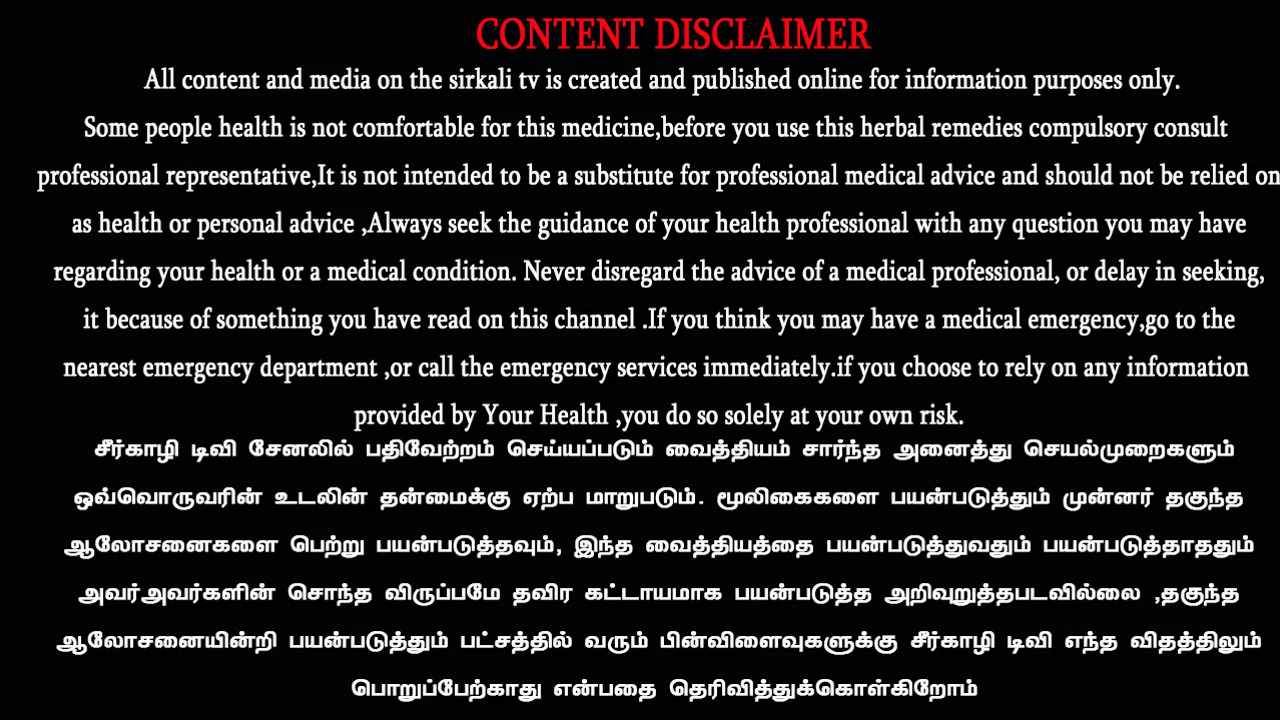 CONTENT DISCLAIMER
All content and media on the sirkali tv is created and published online for information purposes only.
Some people health is not comfortable for this medicine,before you use this herbal remedies compulsory consult
professional representative,It is not intended to be a substitute for professional medical advice and should not be relied on
as health or personal advice ,Always seek the guidance of your health professional with any question you may have
regarding your health or a medical condition. Never disregard the advice of a medical professional, or delay in seeking,
it because of something you have read on this channel .If you think you may have a medical emergency,go to the
nearest emergency department ,or call the emergency services immediately.if you choose to rely on any information
provided by Your Health ,you do so solely at your own risk.
சீர்காழி டிவி சேனலில் பதிவேற்றம் செய்யப்படும் வைத்தியம் சார்ந்த அனைத்து செயல்முறைகளும்
ஒவ்வொருவரின் உடலின் தன்மைக்கு ஏற்ப மாறுபடும். மூலிகைகளை பயன்படுத்தும் முன்னர் தகுந்த
ஆலோசனைகளை பெற்று பயன்படுத்தவும், இந்த வைத்தியத்தை பயன்படுத்துவதும் பயன்படுத்தாததும்
அவர்அவர்களின் சொந்த விருப்பமே தவிர கட்டாயமாக பயன்படுத்த அறிவுறுத்தபடவில்லை ,தகுந்த
ஆலோசனையின்றி பயன்படுத்தும் பட்சத்தில் வரும் பின்விளைவுகளுக்கு சீர்காழி டிவி எந்த விதத்திலும்
பொறுப்பேற்காது என்பதை தெரிவித்துக்கொள்கிறோம்